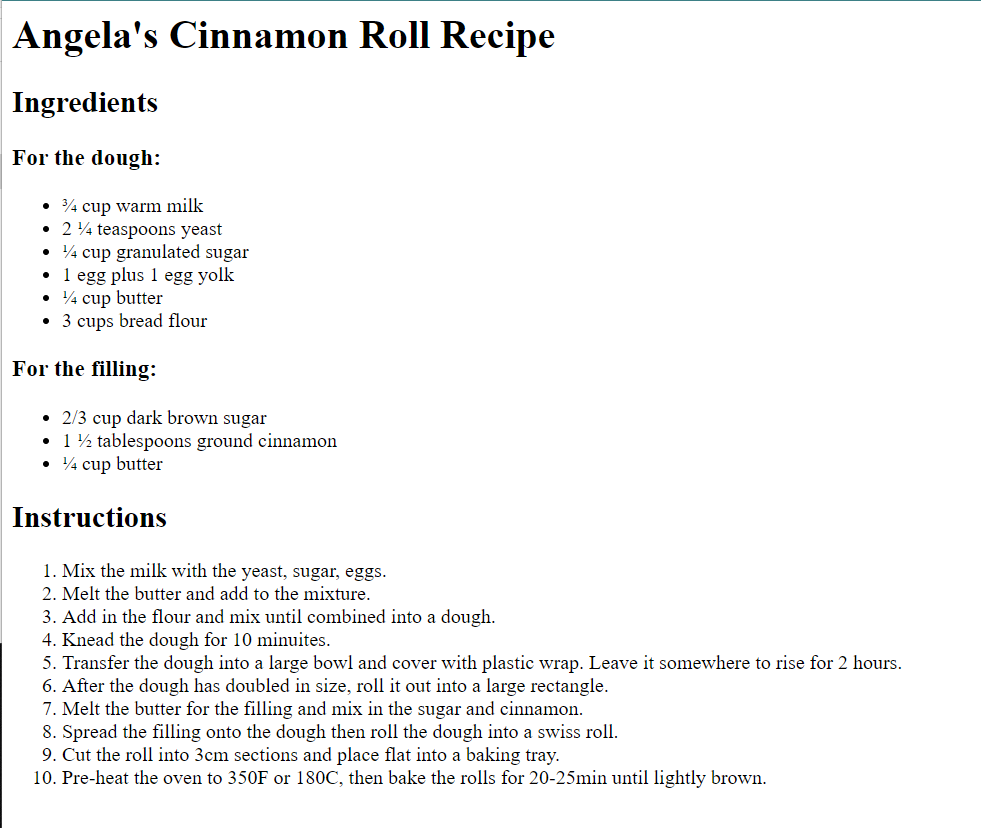 Angela's Cinnamon Roll Recipe
Ingredients
For the dough:
• ¾ cup warm milk
• 2 ¼ teaspoons yeast
• ¼ cup granulated sugar
• 1 egg plus 1 egg yolk
• ¼ cup butter
• 3 cups bread flour
For the filling:
• 2/3 cup dark brown sugar
• 1 ½ tablespoons ground cinnamon
• ¼ cup butter
Instructions
1. Mix the milk with the yeast, sugar, eggs.
2. Melt the butter and add to the mixture.
3. Add in the flour and mix until combined into a dough.
4. Knead the dough for 10 minuites.
5. Transfer the dough into a large bowl and cover with plastic wrap. Leave it somewhere to rise for 2 hours.
6. After the dough has doubled in size, roll it out into a large rectangle.
7. Melt the butter for the filling and mix in the sugar and cinnamon.
8. Spread the filling onto the dough then roll the dough into a swiss roll.
9. Cut the roll into 3cm sections and place flat into a baking tray.
10. Pre-heat the oven to 350F or 180C, then bake the rolls for 20-25min until lightly brown.